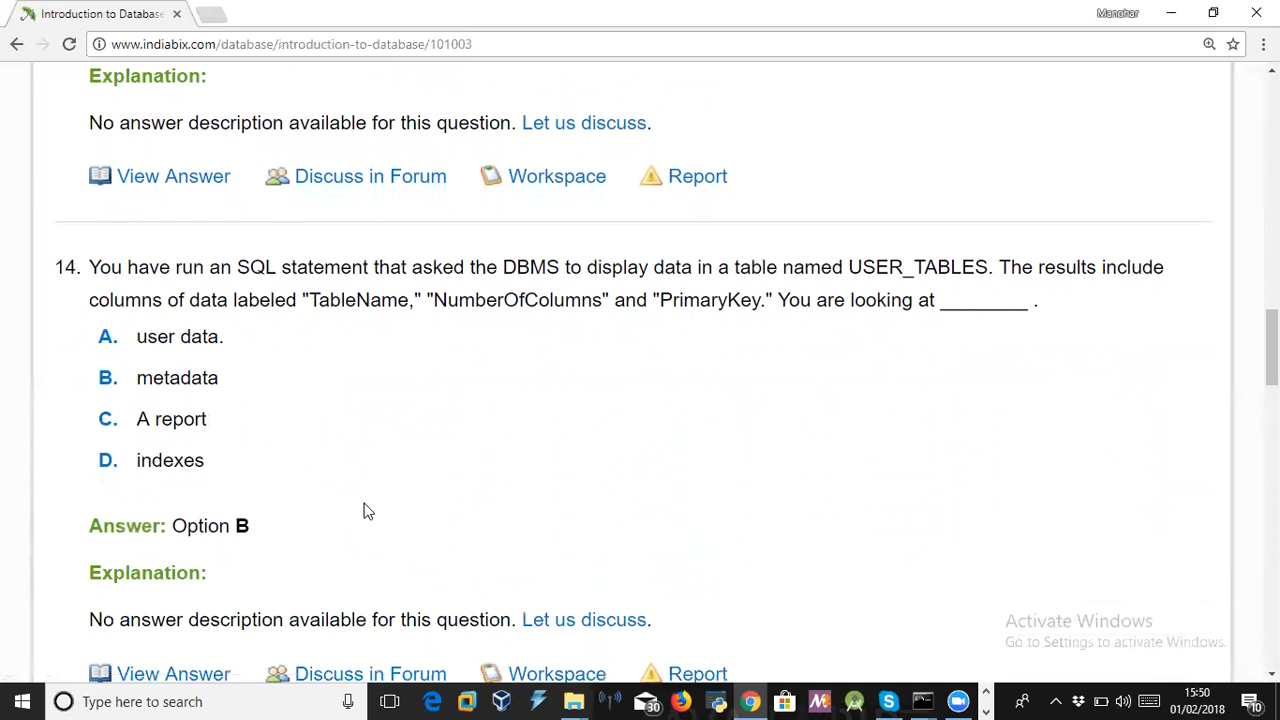 Introduction to Database
Manohar
www.indiabix.com/database/introduction-to-database/101003
Explanation:
No answer description available for this question. Let us discuss.
View Answer Discuss in Forum Workspace Report
14. You have run an SQL statement that asked the DBMS to display data in a table named USER_TABLES. The results include
columns of data labeled "TableName," "NumberOfColumns" and "PrimaryKey." You are looking at ________ .
A. user data.
B. metadata
C. A report
D. indexes
Answer: Option B
Explanation:
No answer description available for this question. Let us discuss.
Activate Windows
Go to Settings to activate Windows.
View Answer Discuss in Forum Workspace Report
Type here to search
30
15:50
01/02/2018
10